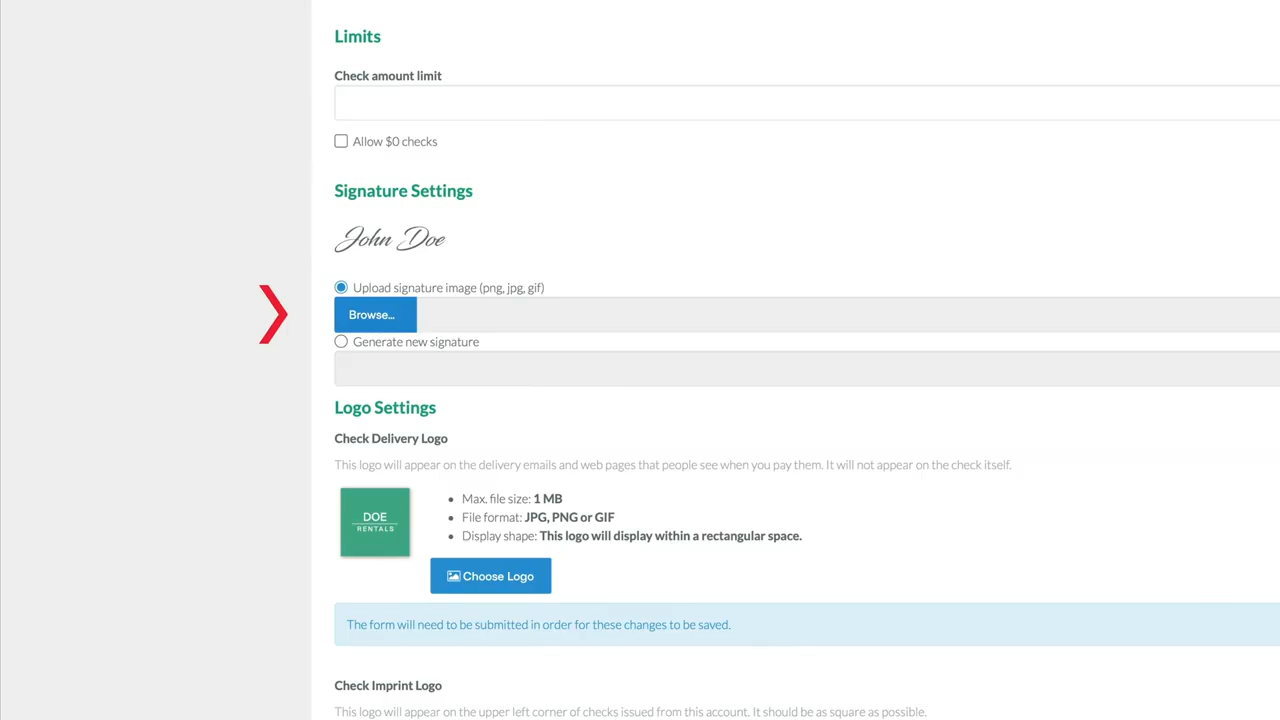 Limits
Check amount limit
Allow $0 checks
Signature Settings
John Doe
Upload signature image (png, jpg, gif)
Browse...
Generate new signature
Logo Settings
Check Delivery Logo
This logo will appear on the delivery emails and web pages that people see when you pay them. It will not appear on the check itself.
DOE
RENTALS
Max. file size: 1 MB
File format: JPG, PNG or GIF
Display shape: This logo will display within a rectangular space.
Choose Logo
The form will need to be submitted in order for these changes to be saved.
Check Imprint Logo
This logo will appear on the upper left corner of checks issued from this account. It should be as square as possible.